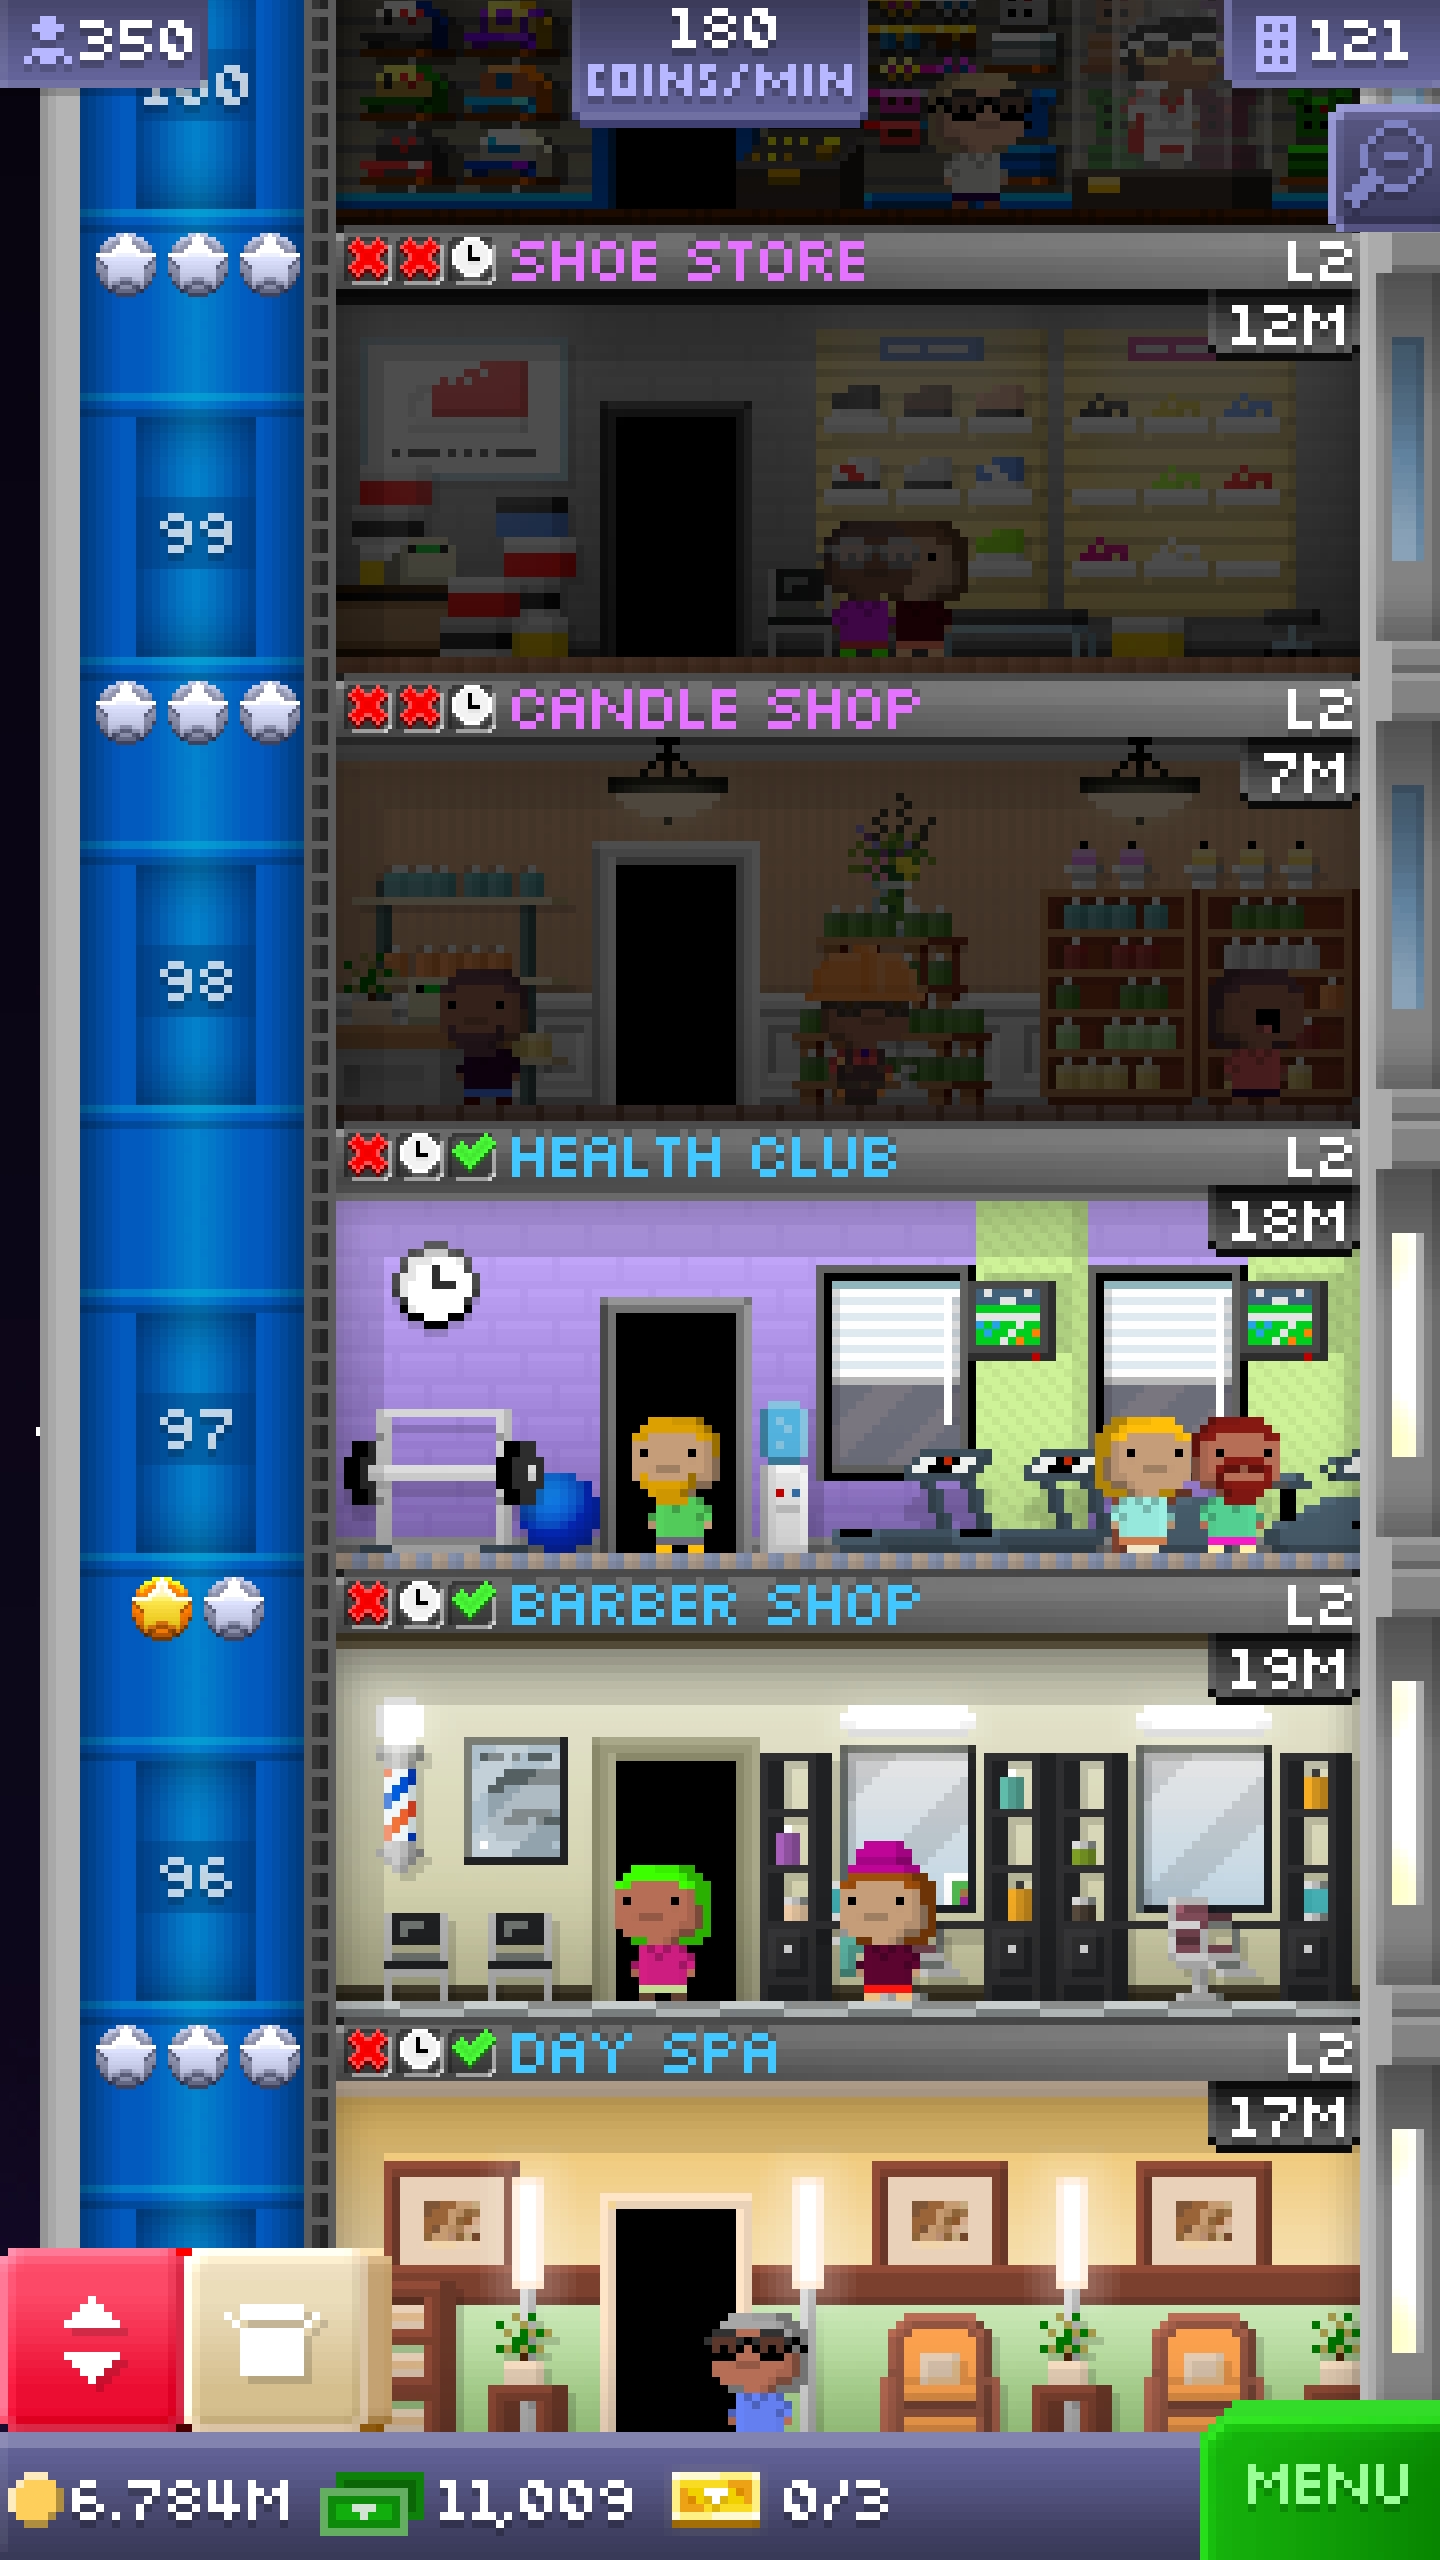 350
180
COINS/MIN
121
100
SHOE STORE
L2
12M
99
CANDLE SHOP
L2
7M
98
HEALTH CLUB
L2
18M
97
BARBER SHOP
L2
19M
96
DAY SPA
L2
17M
6.784M
11,009
0/3
MENU